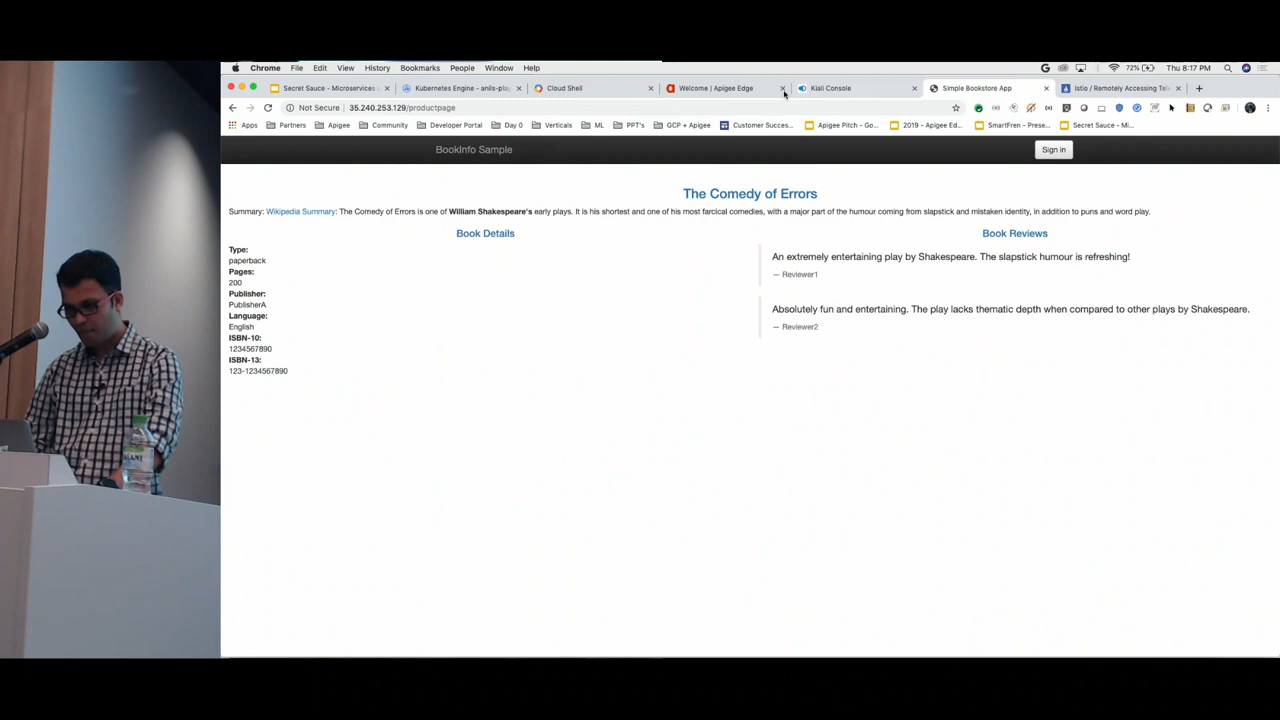 Chrome File Edit View History Bookmarks People Window Help 72% Thu 8:17 PM
Secret Sauce - Microservices × Kubernetes Engine - anils-play × Cloud Shell × Welcome | Apigee Edge × Kiali Console × Simple Bookstore App × Istio / Remotely Accessing Tele ×
Not Secure 35.240.253.129/productpage
Apps Partners Apigee Community Developer Portal Day 0 Verticals ML PPT's GCP + Apigee Customer Succes... Apigee Pitch - Go... 2019 - Apigee Ed... SmartFren - Prese... Secret Sauce - Mi...
BookInfo Sample Sign in
The Comedy of Errors
Summary: Wikipedia Summary: The Comedy of Errors is one of William Shakespeare's early plays. It is his shortest and one of his most farcical comedies, with a major part of the humour coming from slapstick and mistaken identity, in addition to puns and word play.
Book Details
Type:
paperback
Pages:
200
Publisher:
PublisherA
Language:
English
ISBN-10:
1234567890
ISBN-13:
123-1234567890
Book Reviews
An extremely entertaining play by Shakespeare. The slapstick humour is refreshing!
— Reviewer1
Absolutely fun and entertaining. The play lacks thematic depth when compared to other plays by Shakespeare.
— Reviewer2